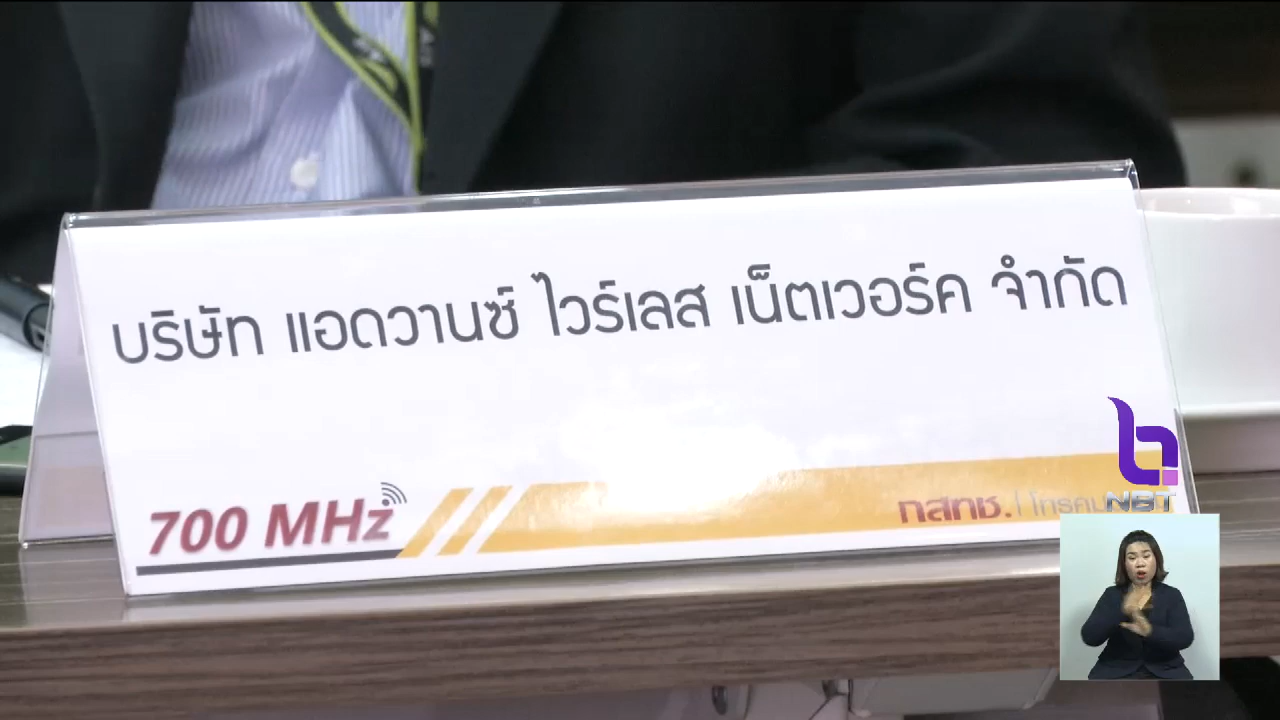 บริษัท แอดวานซ์ ไวร์เลส เน็ตเวอร์ค จำกัด
700 MHz
กสทช. |
NBT